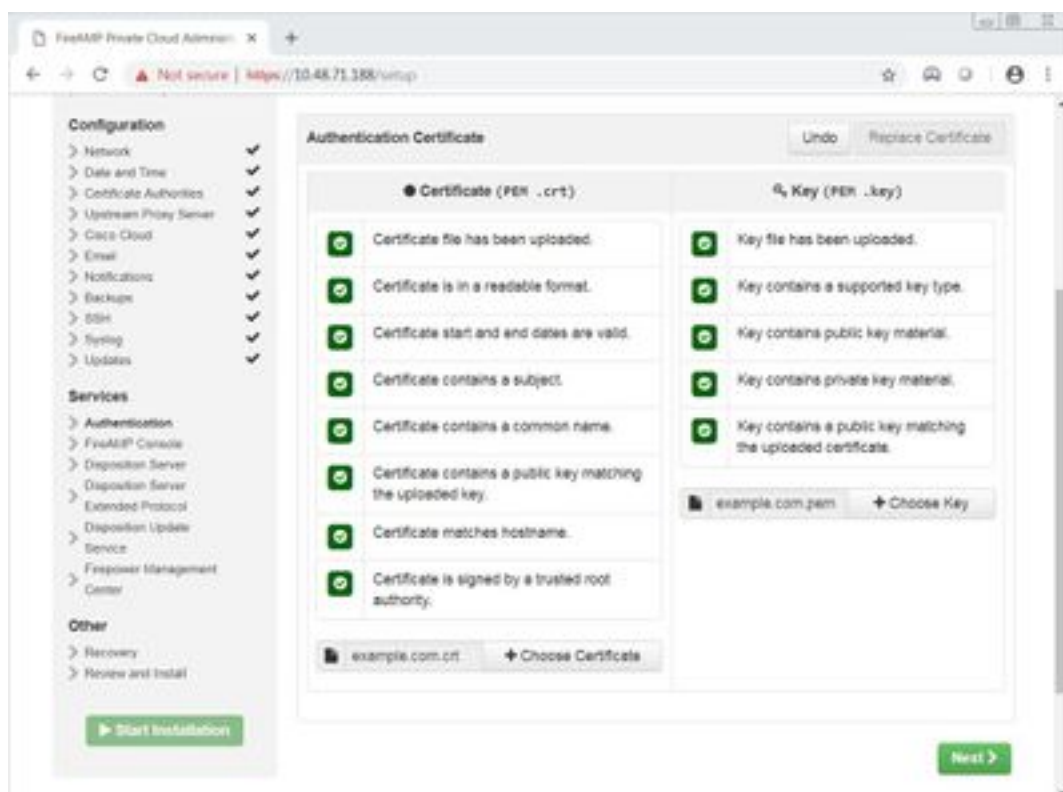 FireAMP Private Cloud Administ
Not secure | https://10.48.71.188/setup
Configuration
Network
Date and Time
Certificate Authorities
Upstream Proxy Server
Cisco Cloud
Email
Notifications
Backups
SSH
Syslog
Updates
Services
Authentication
FireAMP Console
Disposition Server
Disposition Server
Extended Protocol
Disposition Update
Service
Firepower Management
Center
Other
Recovery
Review and Install
Start Installation
Authentication Certificate
Undo
Replace Certificate
Certificate (PEM .crt)
Certificate file has been uploaded.
Certificate is in a readable format.
Certificate start and end dates are valid.
Certificate contains a subject.
Certificate contains a common name.
Certificate contains a public key matching
the uploaded key.
Certificate matches hostname.
Certificate is signed by a trusted root
authority.
example.com.crt
Choose Certificate
Key (PEM .key)
Key file has been uploaded.
Key contains a supported key type.
Key contains public key material.
Key contains private key material.
Key contains a public key matching
the uploaded certificate.
example.com.pem
Choose Key
Next